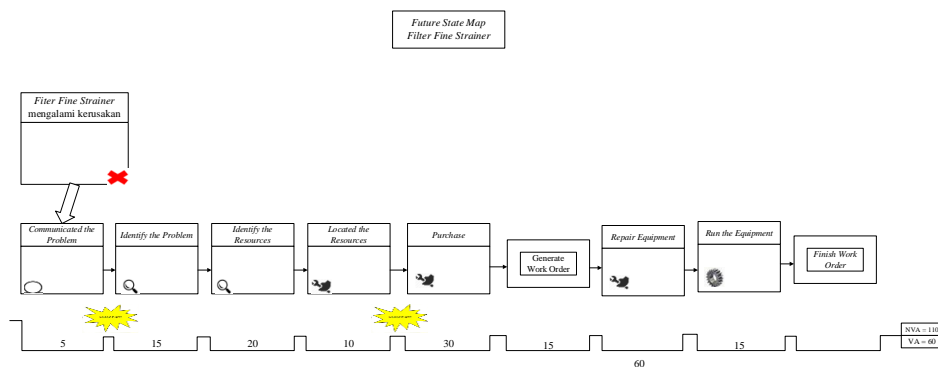 Future State Map
Filter Fine Strainer
Fiter Fine Strainer
mengalami kerusakan
Communicated the
Problem
Identify the Problem
Identify the
Resources
Located the
Resources
Purchase
Generate
Work Order
Repair Equipment
Run the Equipment
Finish Work
Order
5
15
20
10
30
15
60
15
NVA = 110
VA = 60